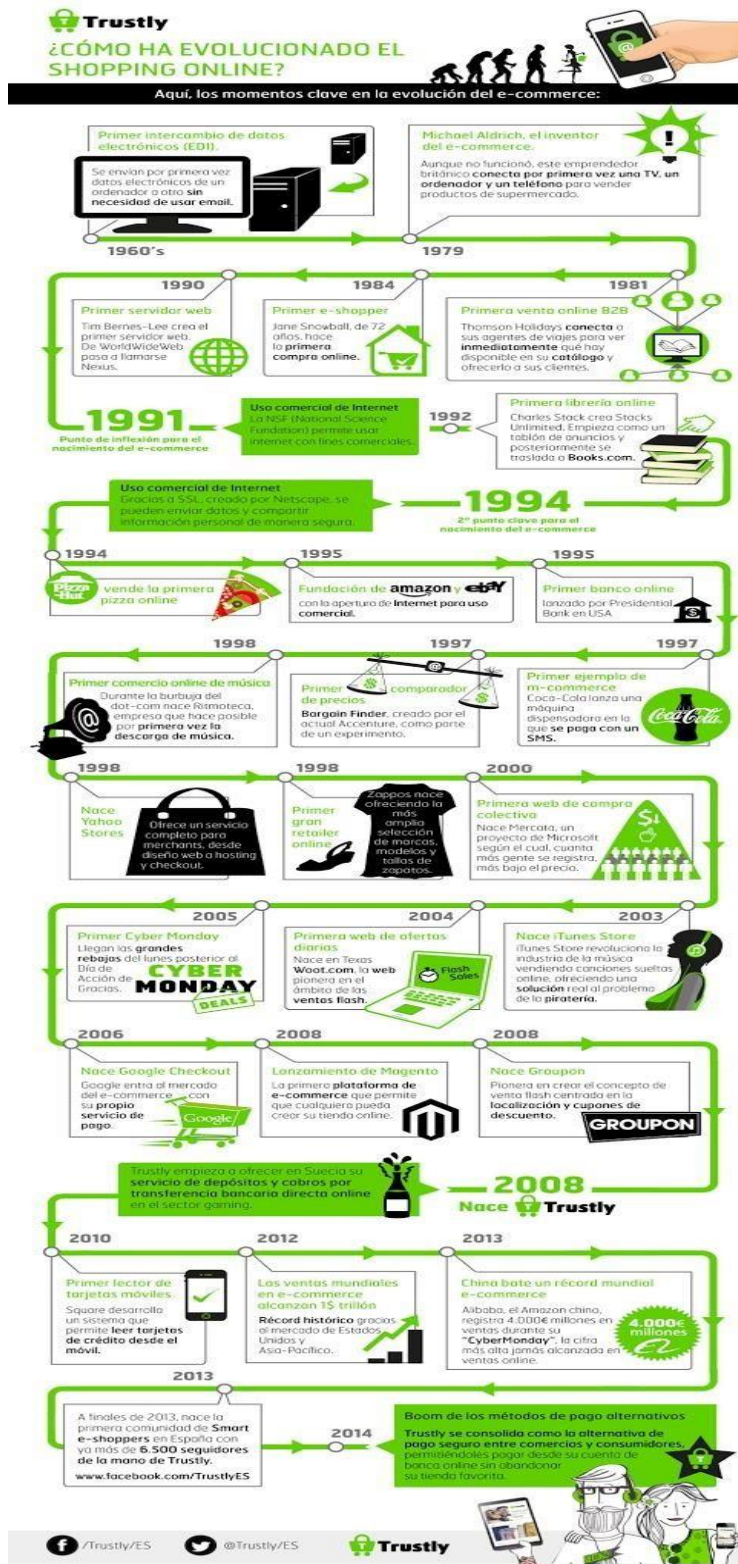 Trustly
¿CÓMO HA EVOLUCIONADO EL
SHOPPING ONLINE?
Aquí, los momentos clave en la evolución del e-commerce:
Primer intercambio de datos
electrónicos (EDI).
Se envían por primera vez
datos electrónicos de un
ordenador a otro sin
necesidad de usar email.
1960's
Michael Aldrich, el inventor
del e-commerce.
Aunque no funcionó, este emprendedor
británico conecta por primera vez una TV, un
ordenador y un teléfono para vender
productos de supermercado.
1979
1981
Primera venta online B2B
Thomson Holidays conecta a
sus agentes de viajes para ver
inmediatamente qué hay
disponible en su catálogo y
ofrecerlo a sus clientes.
1984
Primer e-shopper
Jane Snowball, de 72
años, hace
la primera
compra online.
1990
Primer servidor web
Tim Bernes-Lee crea el
primer servidor web.
De WorldWideWeb
pasa a llamarse
Nexus.
1991
Punto de inflexión para el
nacimiento del e-commerce
Uso comercial de Internet
La NSF (National Science
Fundation) permite usar
internet con fines comerciales.
1992
Primera librería online
Charles Stack crea Stacks
Unlimited. Empieza como un
tablón de anuncios y
posteriormente se
traslada a Books.com.
1994
2º punto clave para el
nacimiento del e-commerce
Uso comercial de Internet
Gracias a SSL, creado por Netscape, se
pueden enviar datos y compartir
información personal de manera segura.
1994
Pizza
Hut
vende la primera
pizza online
1995
Fundación de amazon y ebay
con la apertura de Internet para uso
comercial.
1995
Primer banco online
lanzado por Presidential
Bank en USA
1997
Primer ejemplo de
m-commerce
Coca-Cola lanza una
máquina
dispensadora en la
que se paga con un
SMS.
Coca-Cola
1997
Primer comparador
de precios
Bargain Finder, creado por el
actual Accenture, como parte
de un experimento.
1998
Primer comercio online de música
Durante la burbuja del
dot-com nace Ritmoteca,
empresa que hace posible
por primera vez la
descarga de música.
1998
Nace
Yahoo
Stores
Ofrece un servicio
completo para
merchants, desde
diseño web a hosting
y checkout.
1998
Primer
gran
retailer
online
Zappos nace
ofreciendo la
más
amplia
selección
de marcas,
modelos y
tallas de
zapatos.
2000
Primera web de compra
colectiva
Nace Mercata, un
proyecto de Microsoft
según el cual, cuanta
más gente se registra,
más baja el precio.
2003
Nace iTunes Store
iTunes Store revoluciona la
industria de la música
vendiendo canciones sueltas
online, ofreciendo una
solución real al problema
de la piratería.
2004
Primera web de ofertas
diarias
Nace en Texas
Woot.com, la web
pionera en el
ámbito de las
ventas flash.
Flash
Sales
2005
Primer Cyber Monday
Llegan las grandes
rebajas del lunes posterior al
Día de
Acción de
Gracias.
CYBER
MONDAY
DEALS
2006
Nace Google Checkout
Google entra al mercado
del e-commerce con
su propio
servicio de
pago.
Google
2008
Lanzamiento de Magento
La primera plataforma de
e-commerce que permite
que cualquiera pueda
crear su tienda online.
2008
Nace Groupon
Pionera en crear el concepto de
venta flash centrada en la
localización y cupones de
descuento.
GROUPON
2008
Nace Trustly
Trustly empieza a ofrecer en Suecia su
servicio de depósitos y cobros por
transferencia bancaria directa online
en el sector gaming.
2010
Primer lector de
tarjetas móviles
Square desarrolla
un sistema que
permite leer tarjetas
de crédito desde el
móvil.
2012
Las ventas mundiales
en e-commerce
alcanzan 1$ trillón
Récord histórico gracias
al mercado de Estados
Unidos y
Asia-Pacífico.
2013
China bate un récord mundial
e-commerce
Alibaba, el Amazon chino,
registra 4.000€ millones en
ventas durante su
"CyberMonday", la cifra
más alta jamás alcanzada en
ventas online.
4.000€
millones
2013
A finales de 2013, nace la
primera comunidad de Smart
e-shoppers en España con
ya más de 6.500 seguidores
de la mano de Trustly.
www.facebook.com/TrustlyES
2014
Boom de los métodos de pago alternativos
Trustly se consolida como la alternativa de
pago seguro entre comercios y consumidores,
permitiéndoles pagar desde su cuenta de
banca online sin abandonar
su tienda favorita.
/Trustly/ES
@Trustly/ES
Trustly